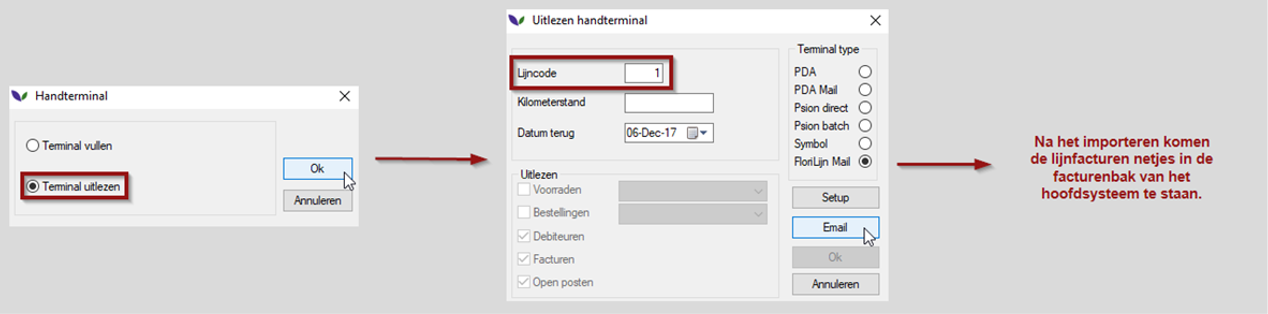 Handterminal
Terminal vullen
Terminal uitlezen
Ok
Annuleren
Uitlezen handterminal
Lijncode 1
Kilometerstand
Datum terug 06-Dec-17
Uitlezen
Voorraden
Bestellingen
Debiteuren
Facturen
Open posten
Terminal type
PDA
PDA Mail
Psion direct
Psion batch
Symbol
FloriLijn Mail
Setup
Email
Ok
Annuleren
Na het importeren komen
de lijnfacturen netjes in de
facturenbak van het
hoofdsysteem te staan.